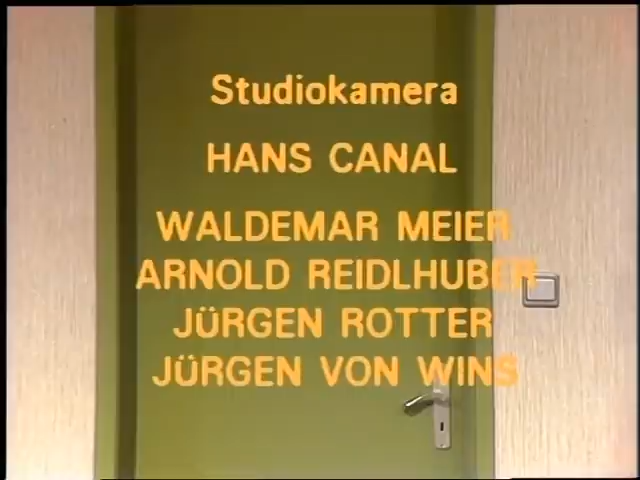 Studiokamera
HANS CANAL
WALDEMAR MEIER
ARNOLD REIDLHUBER
JÜRGEN ROTTER
JÜRGEN VON WINS